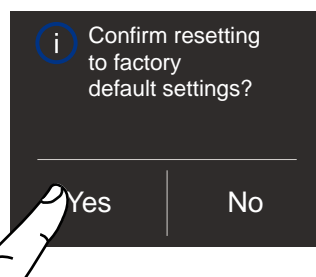 i Confirm resetting
to factory
default settings?
Yes No